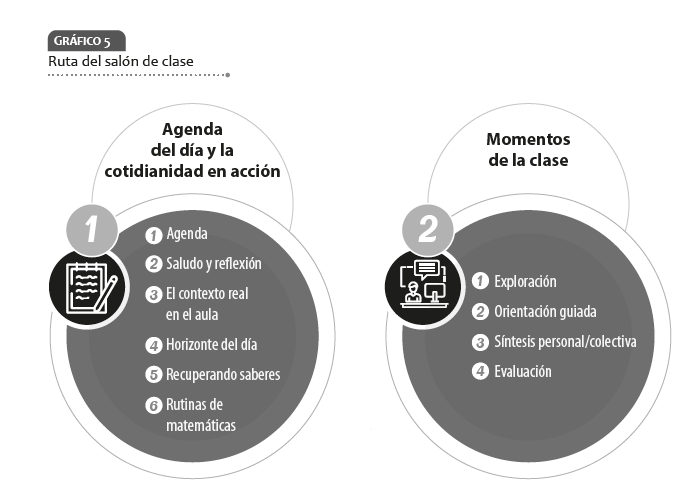 GRÁFICO 5
Ruta del salón de clase
Agenda
del día y la
cotidianidad en acción
1
1 Agenda
2 Saludo y reflexión
3 El contexto real
en el aula
4 Horizonte del día
5 Recuperando saberes
6 Rutinas de
matemáticas
Momentos
de la clase
2
1 Exploración
2 Orientación guiada
3 Síntesis personal/colectiva
4 Evaluación